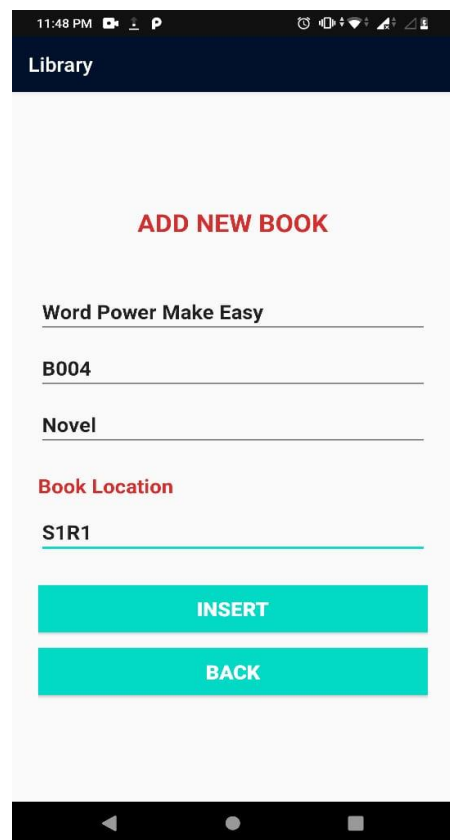 11:48 PM
Library
ADD NEW BOOK
Word Power Make Easy
B004
Novel
Book Location
S1R1
INSERT
BACK